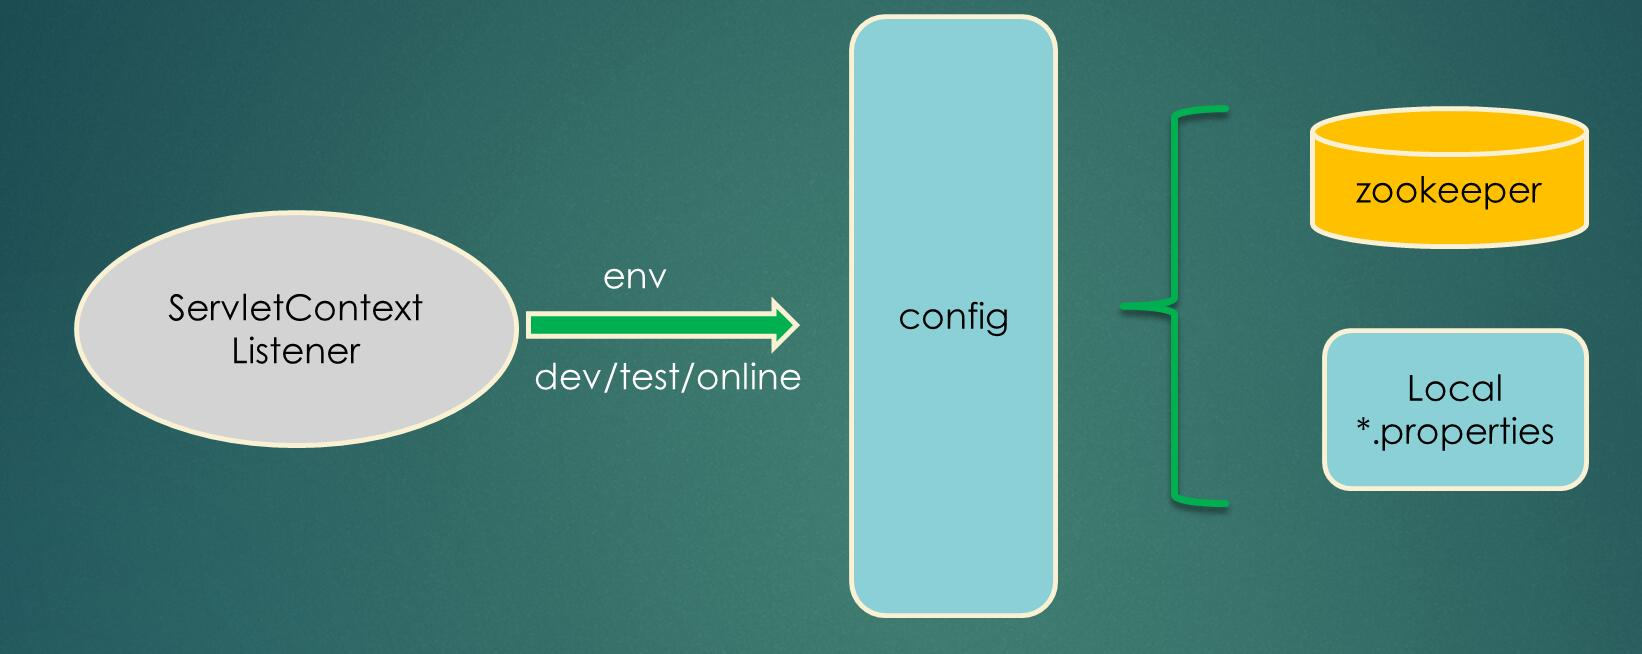 ServletContext
Listener
env
dev/test/online
config
zookeeper
Local
*.properties